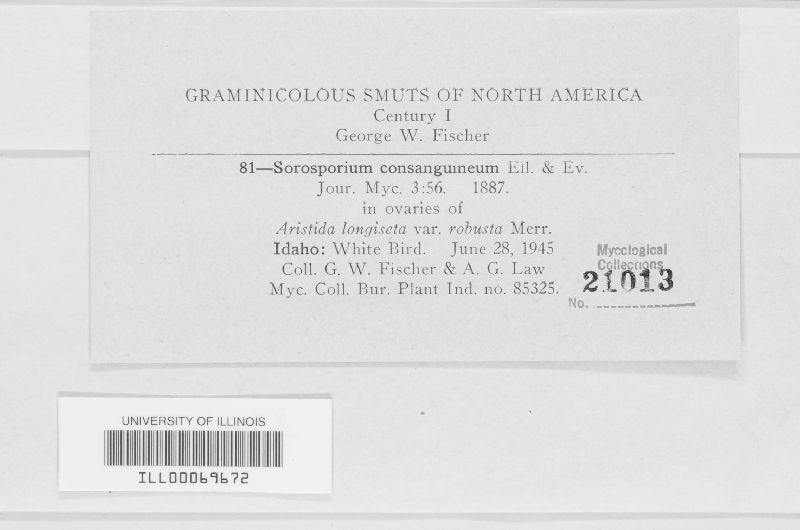 GRAMINICOLOUS SMUTS OF NORTH AMERICA
Century I
George W. Fischer
81—Sorosporium consanguineum Ell. & Ev.
Jour. Myc. 3:56. 1887.
in ovaries of
Aristida longiseta var. robusta Merr.
Idaho: White Bird. June 28, 1945
Coll. G. W. Fischer & A. G. Law
Myc. Coll. Bur. Plant Ind. no. 85325.
Mycological
Collections
21013
No.
UNIVERSITY OF ILLINOIS
ILL00069672